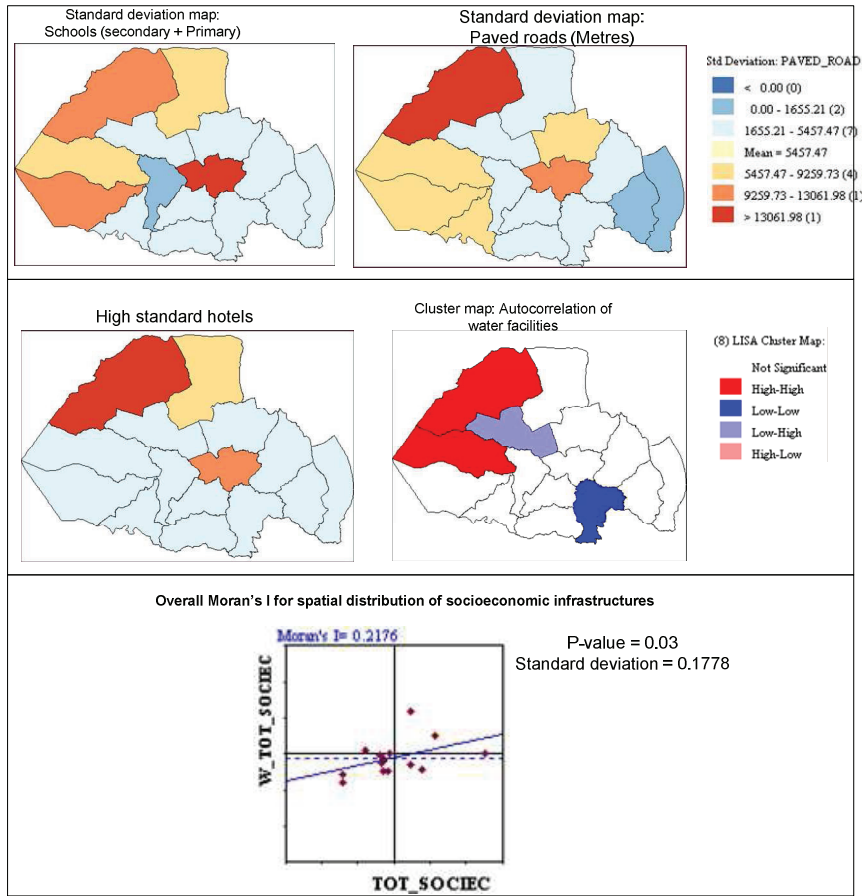 Standard deviation map:
Schools (secondary + Primary)
Standard deviation map:
Paved roads (Metres)
Std Deviation: PAVED_ROAD
< 0.00 (0)
0.00 - 1655.21 (2)
1655.21 - 5457.47 (7)
Mean = 5457.47
5457.47 - 9259.73 (4)
9259.73 - 13061.98 (1)
> 13061.98 (1)
High standard hotels
Cluster map: Autocorrelation of
water facilities
(8) LISA Cluster Map:
Not Significant
High-High
Low-Low
Low-High
High-Low
Overall Moran’s I for spatial distribution of socioeconomic infrastructures
Moran's I= 0.2176
P-value = 0.03
Standard deviation = 0.1778
W_TOT_SOCIEC
TOT_SOCIEC